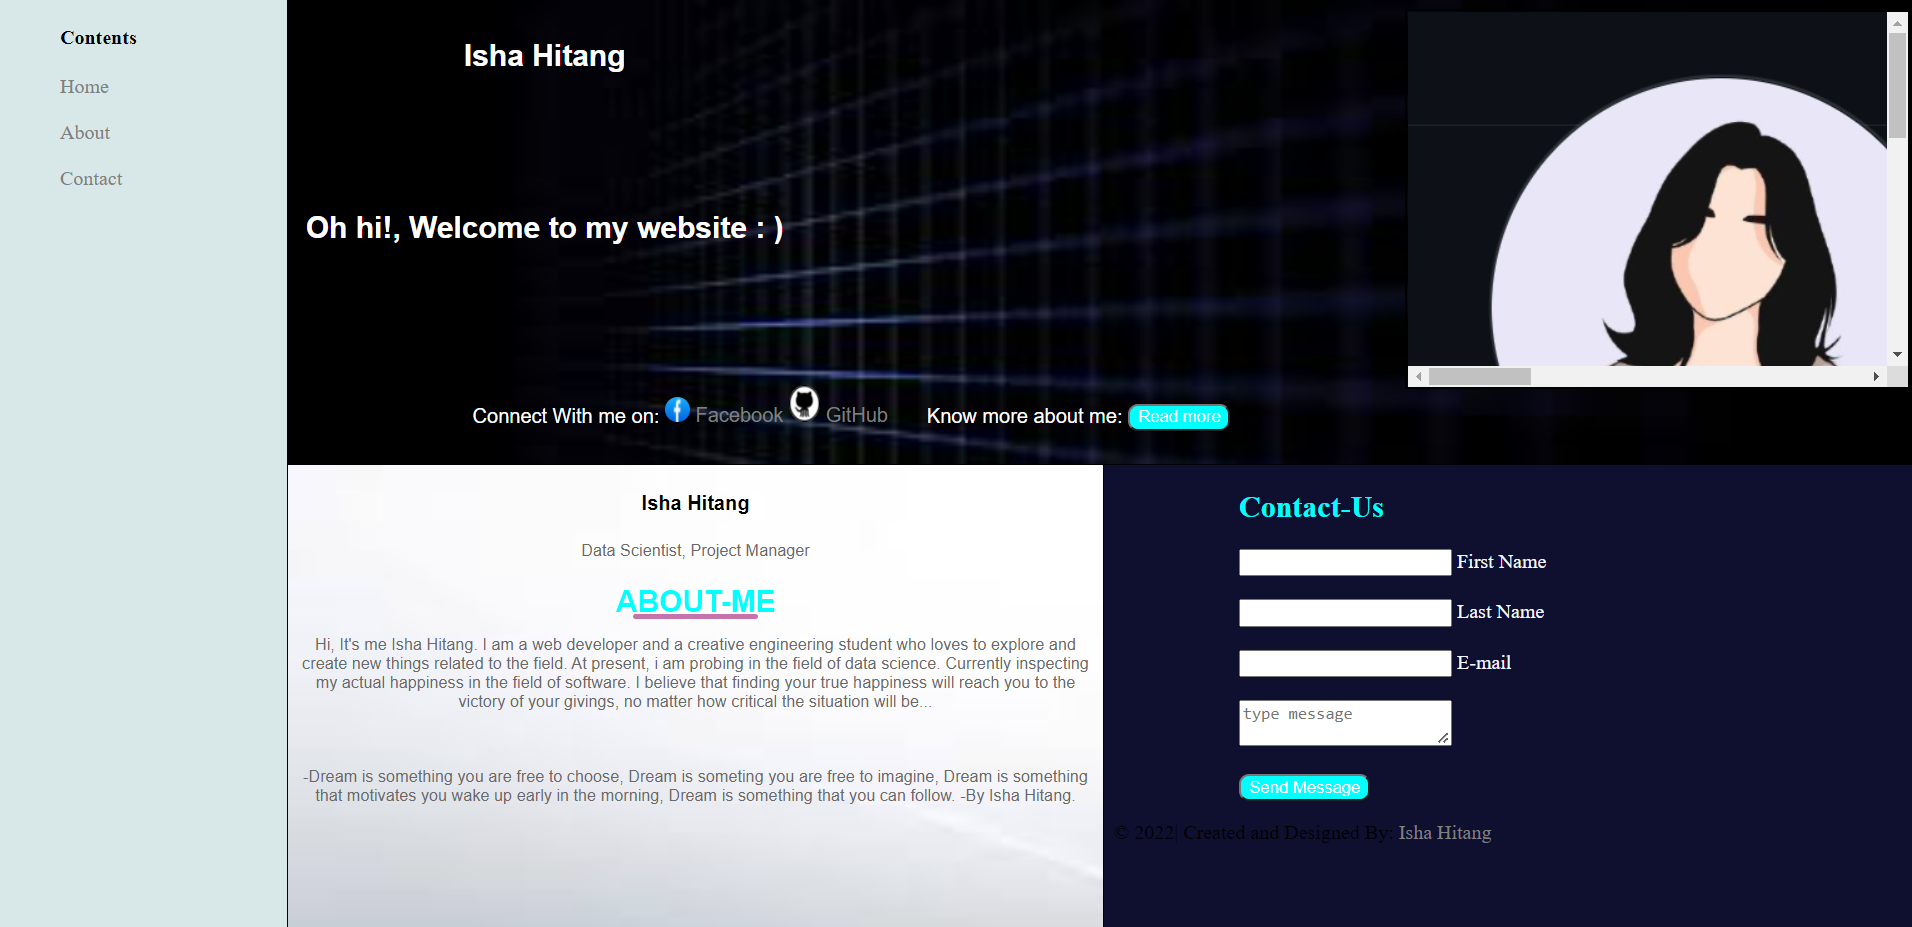 Contents
Home
About
Contact
Isha Hitang
Oh hi!, Welcome to my website : )
Connect With me on: Facebook GitHub Know more about me: Read more
Isha Hitang
Data Scientist, Project Manager
ABOUT-ME
Hi, It's me Isha Hitang. I am a web developer and a creative engineering student who loves to explore and
create new things related to the field. At present, i am probing in the field of data science. Currently inspecting
my actual happiness in the field of software. I believe that finding your true happiness will reach you to the
victory of your givings, no matter how critical the situation will be...
-Dream is something you are free to choose, Dream is someting you are free to imagine, Dream is something
that motivates you wake up early in the morning, Dream is something that you can follow. -By Isha Hitang.
Contact-Us
First Name
Last Name
E-mail
type message
Send Message
© 2022| Created and Designed By: Isha Hitang